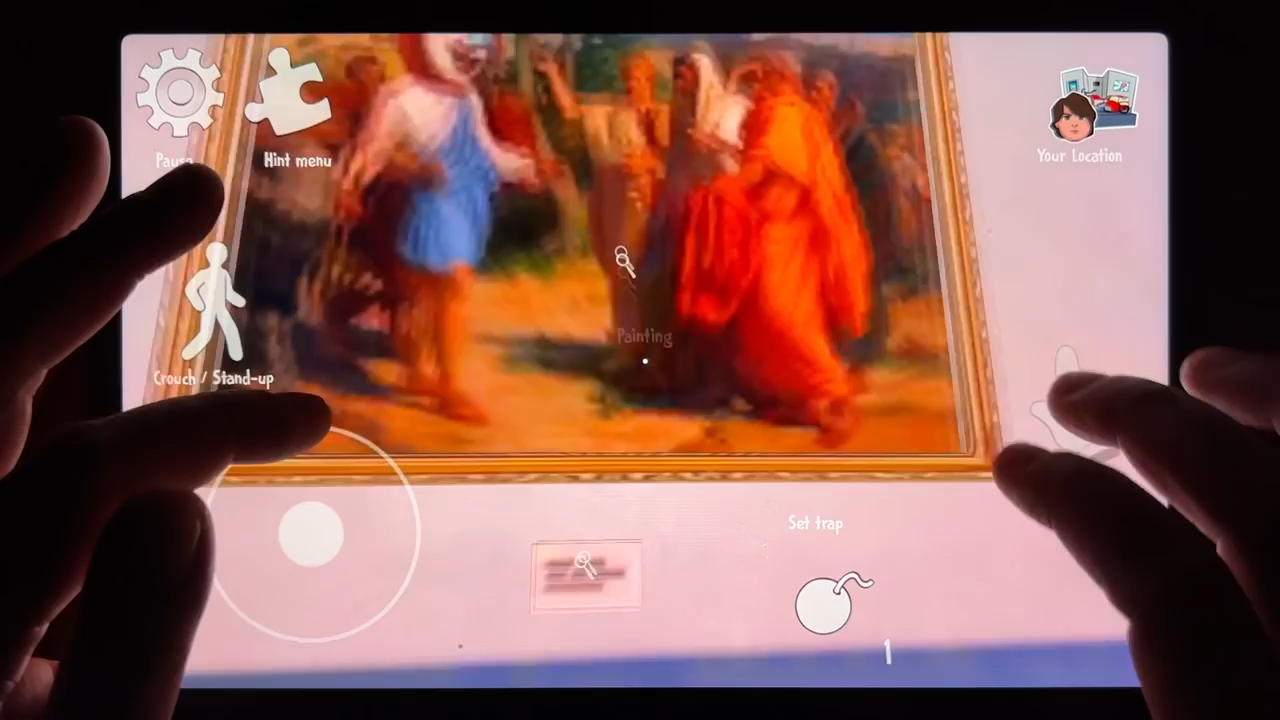 Pause
Hint menu
Your Location
Painting
Crouch / Stand-up
Set trap
1